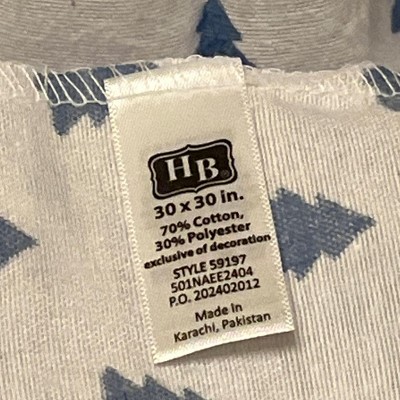 HB®
30 x 30 in.
70% Cotton,
30% Polyester
exclusive of decoration
STYLE 59197
501NAEE2404
P.O. 202402012
Made in
Karachi, Pakistan